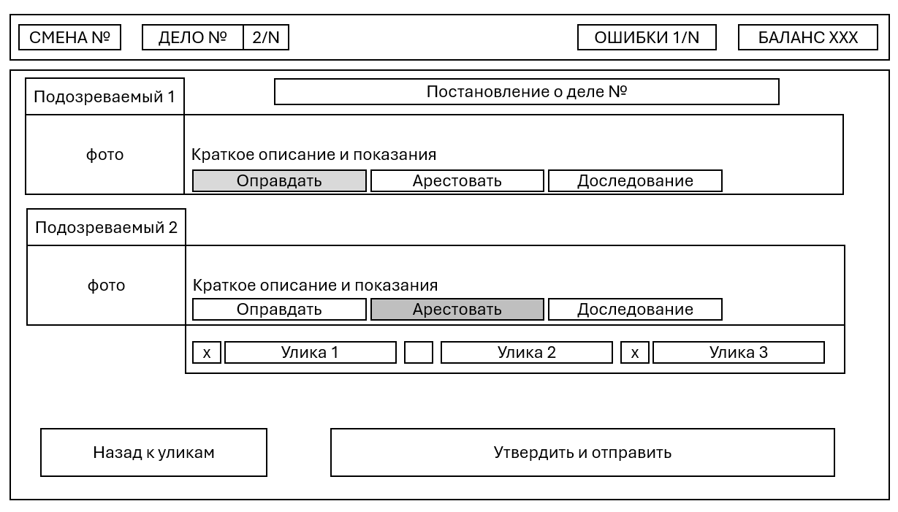 СМЕНА №
ДЕЛО №
2/N
ОШИБКИ 1/N
БАЛАНС XXX
Подозреваемый 1
Постановление о деле №
фото
Краткое описание и показания
Оправдать
Арестовать
Доследование
Подозреваемый 2
фото
Краткое описание и показания
Оправдать
Арестовать
Доследование
x
Улика 1
Улика 2
x
Улика 3
Назад к уликам
Утвердить и отправить